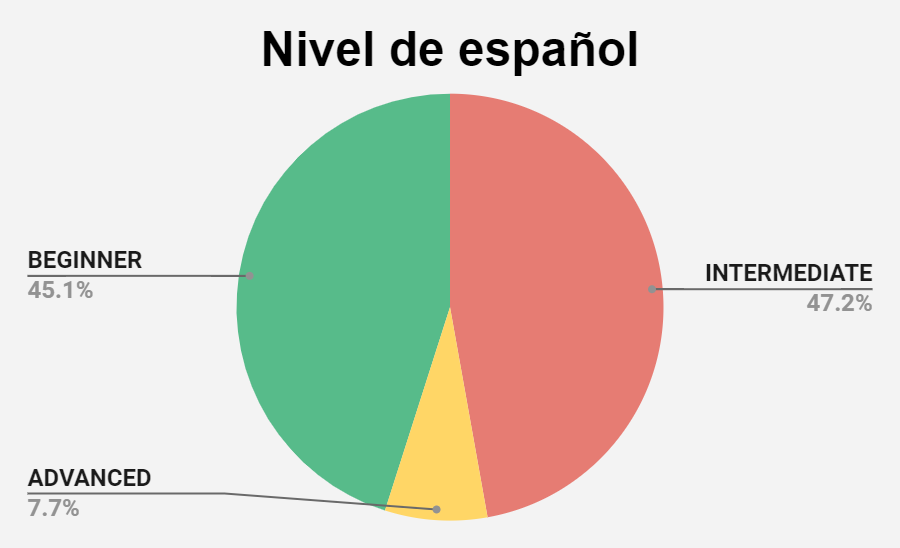 Nivel de español
BEGINNER
45.1%
INTERMEDIATE
47.2%
ADVANCED
7.7%